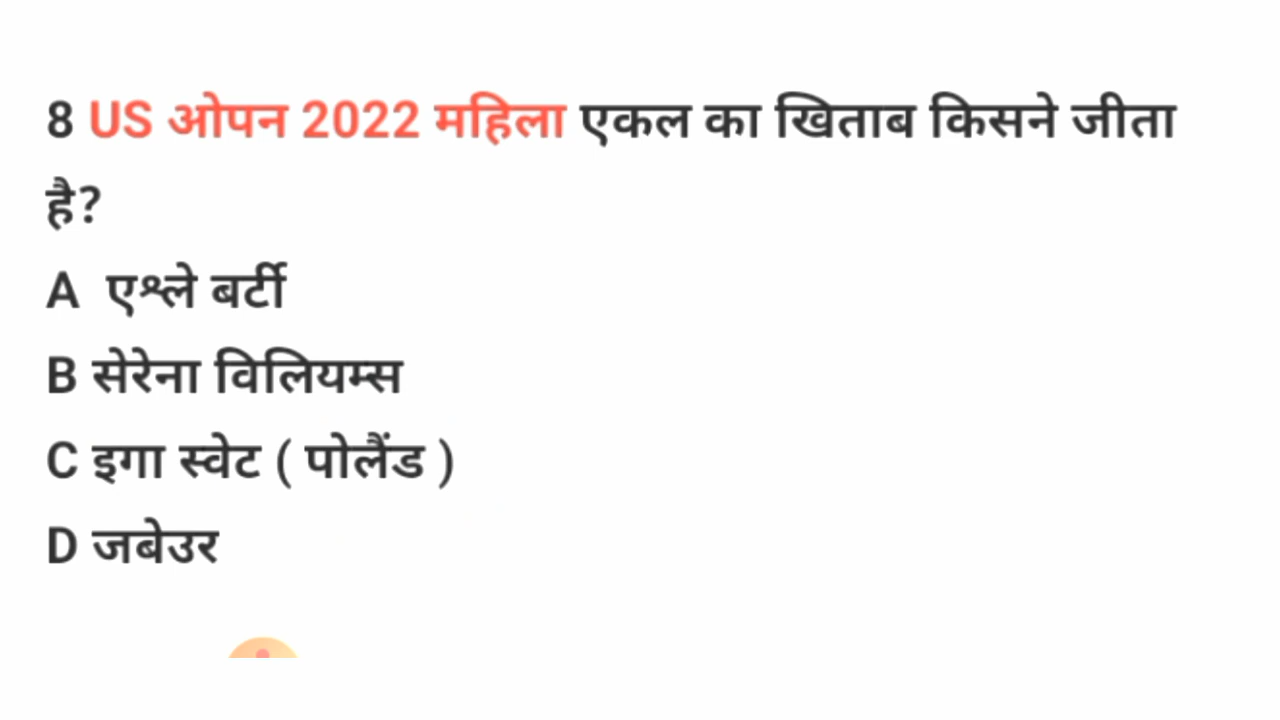 8 US ओपन 2022 महिला एकल का खिताब किसने जीता
है?
A एश्ले बर्टी
B सेरेना विलियम्स
C इगा स्वेट ( पोलैंड )
D जबेउर